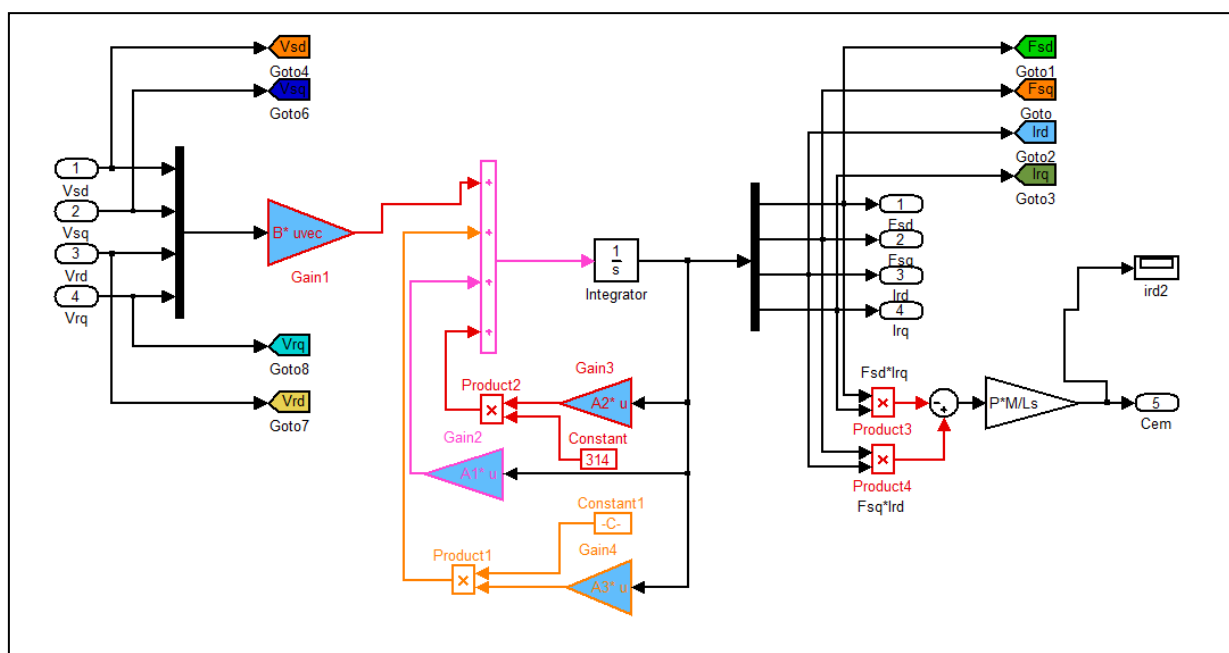 Vsd
Goto4
Vsq
Goto6
1
Vsd
2
Vsq
3
Vrd
4
Vrq
B* uvec
Gain1
Vrq
Goto8
Vrd
Goto7
+
+
+
+
1
s
Integrator
Gain3
A2* u
Product2
×
Constant
314
Gain2
A1* u
Constant1
-C-
Product1
×
Gain4
A3* u
Fsd
Goto1
Fsq
Goto
Ird
Goto2
Irq
Goto3
1
Fsd
2
Fsq
3
Ird
4
Irq
ird2
Fsd*Irq
×
Product3
-
+
P*M/Ls
5
Cem
×
Product4
Fsq*Ird